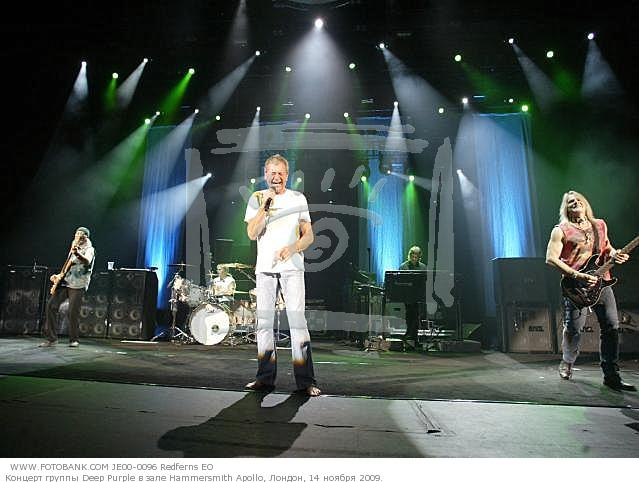 WWW.FOTOBANK.COM JE00-0096 Redferns EO
Концерт группы Deep Purple в зале Hammersmith Apollo, Лондон, 14 ноября 2009.